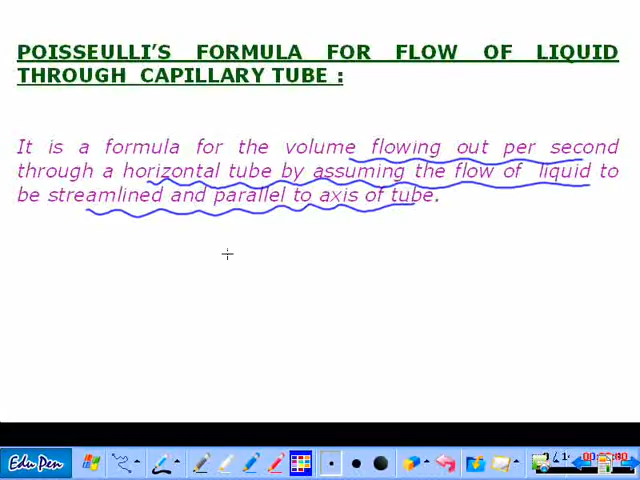 POISSEULLI'S FORMULA FOR FLOW OF LIQUID
THROUGH CAPILLARY TUBE :
It is a formula for the volume flowing out per second
through a horizontal tube by assuming the flow of liquid to
be streamlined and parallel to axis of tube.
Edu Pen